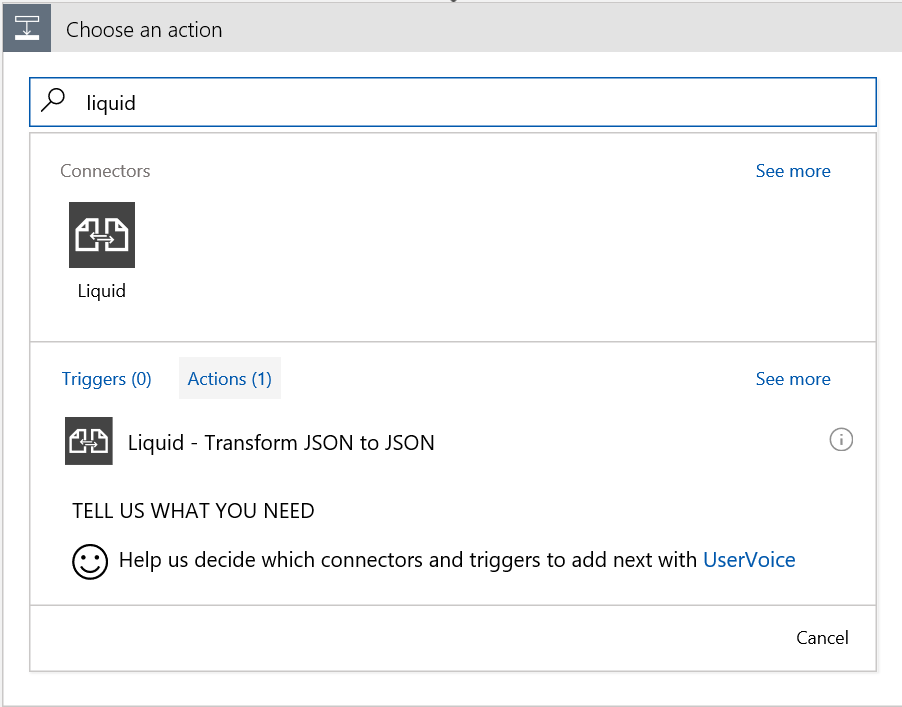 Choose an action
liquid
Connectors See more
Liquid
Triggers (0) Actions (1) See more
Liquid - Transform JSON to JSON
TELL US WHAT YOU NEED
Help us decide which connectors and triggers to add next with UserVoice
Cancel